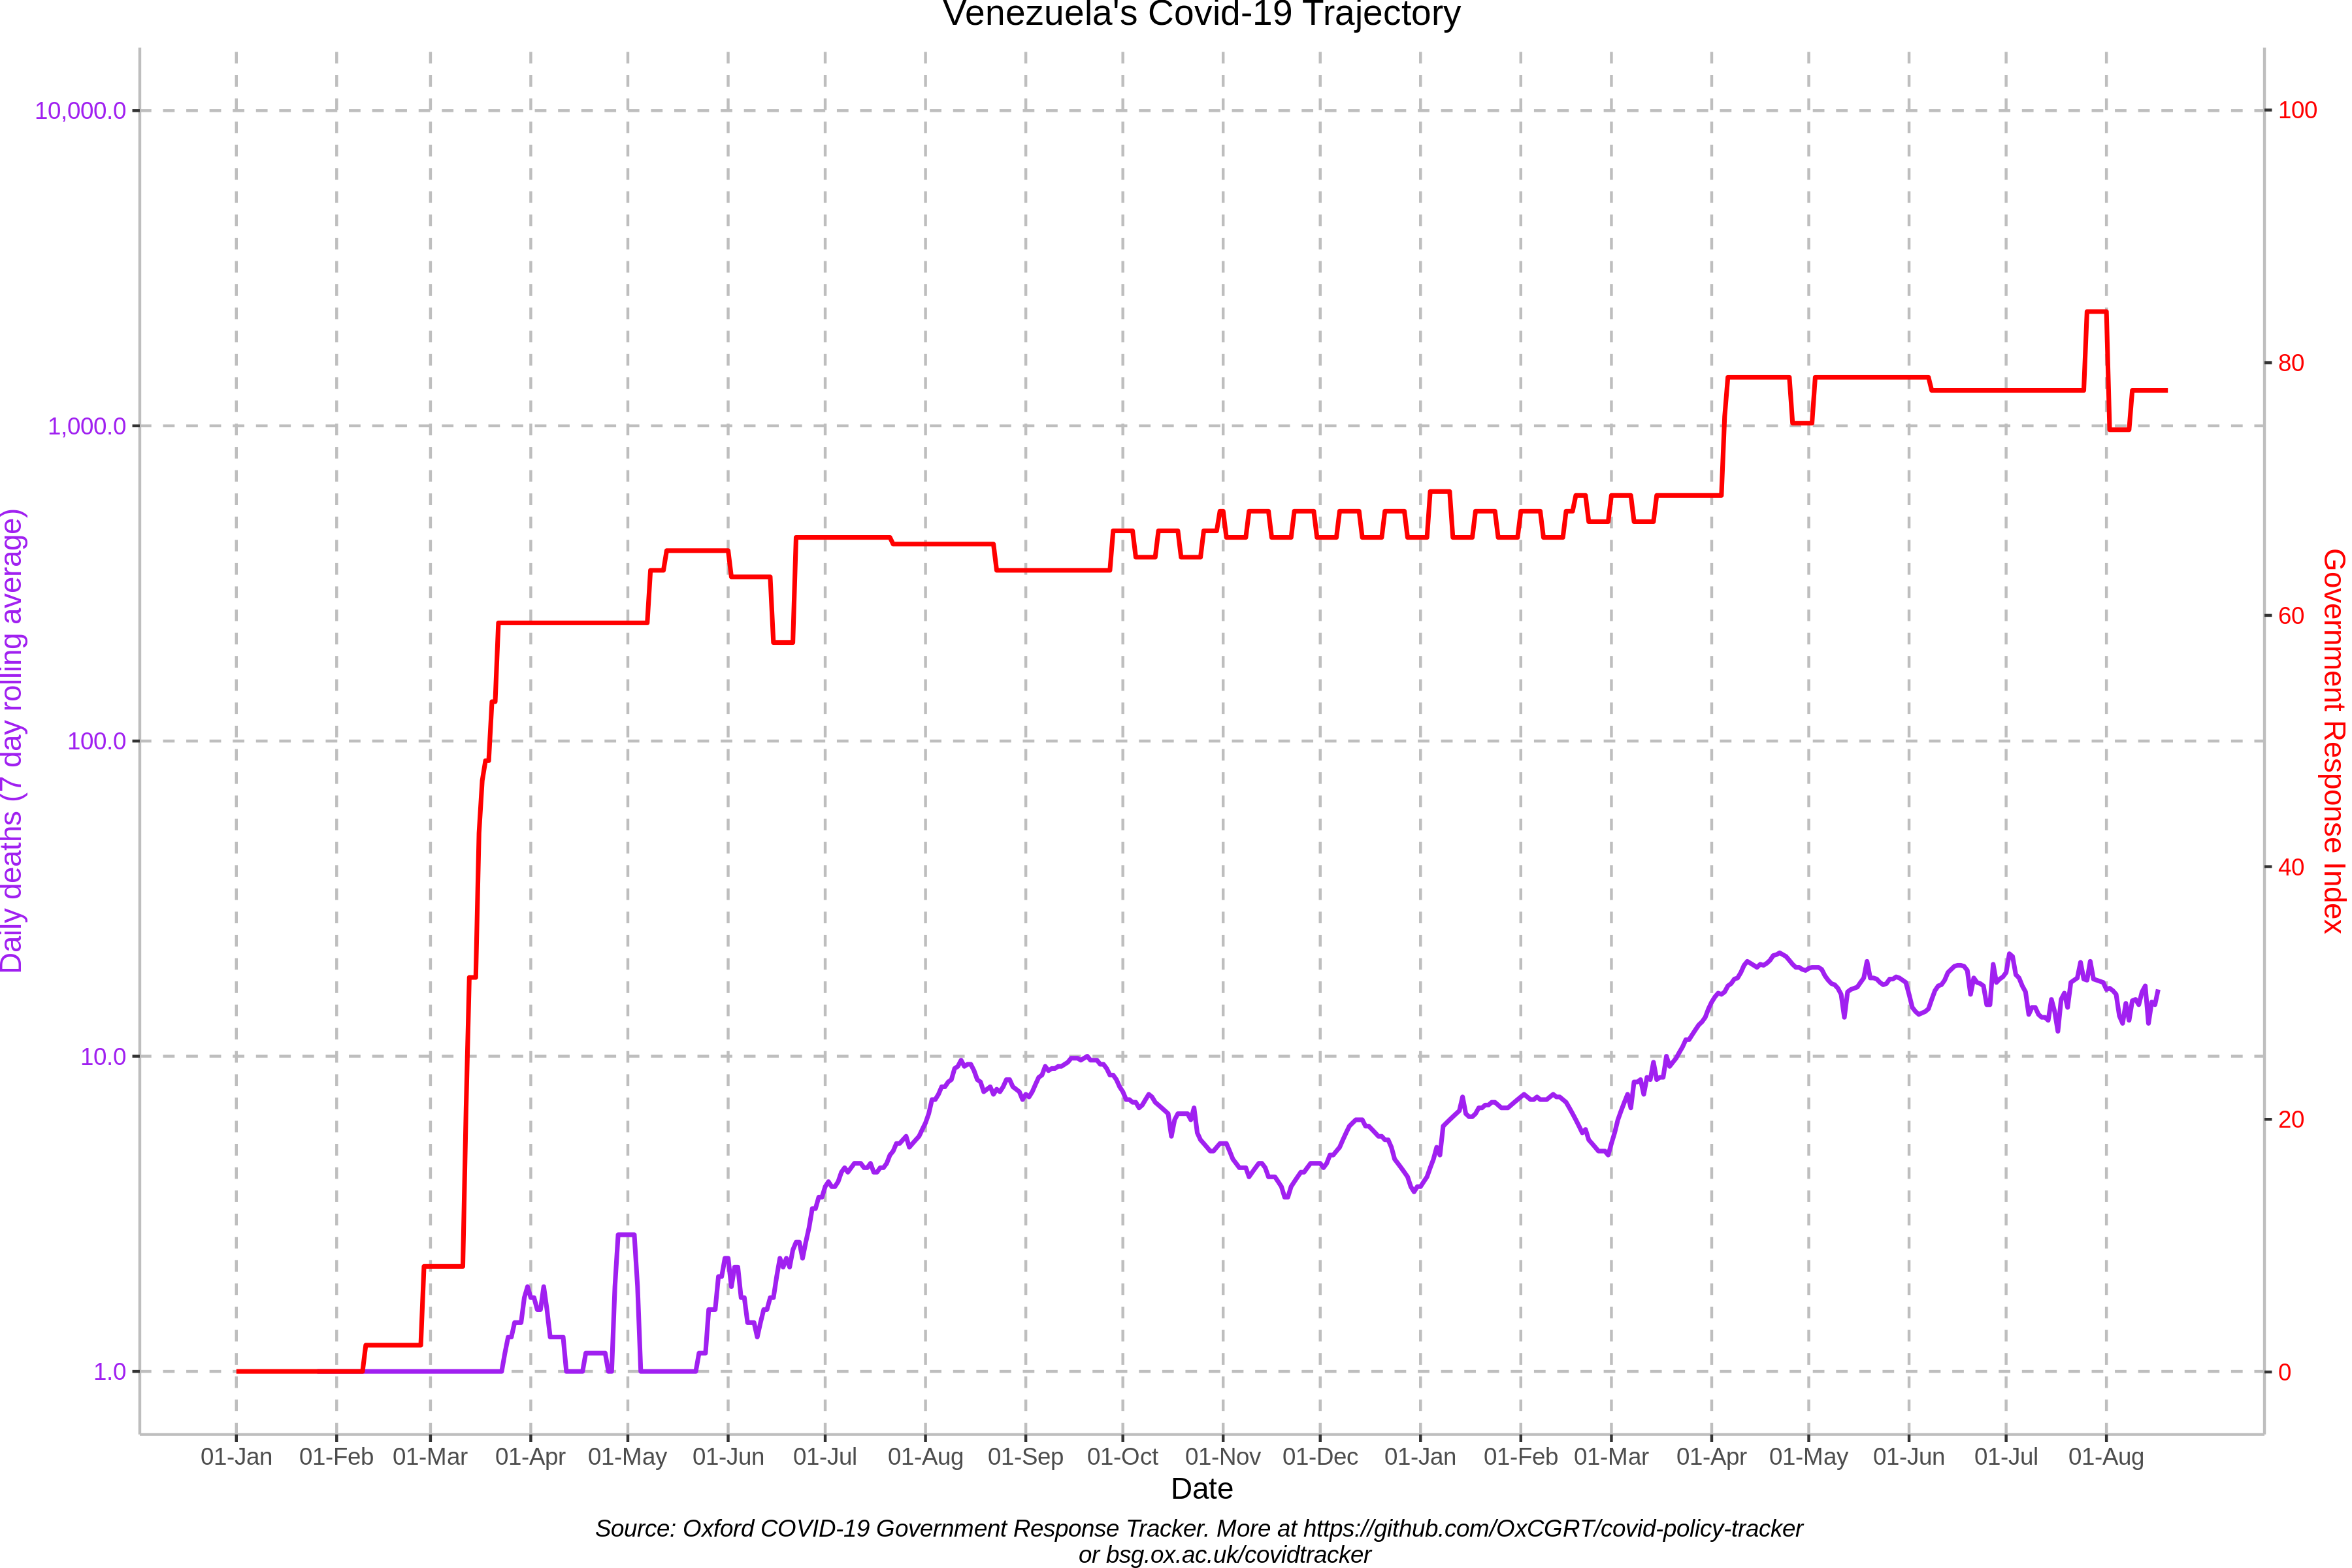 Venezuela's Covid-19 Trajectory
Daily deaths (7 day rolling average)
10,000.0
1,000.0
100.0
10.0
1.0
100
80
60
40
20
0
Government Response Index
01-Jan 01-Feb 01-Mar 01-Apr 01-May 01-Jun 01-Jul 01-Aug 01-Sep 01-Oct 01-Nov 01-Dec 01-Jan 01-Feb 01-Mar 01-Apr 01-May 01-Jun 01-Jul 01-Aug
Date
Source: Oxford COVID-19 Government Response Tracker. More at https://github.com/OxCGRT/covid-policy-tracker
or bsg.ox.ac.uk/covidtracker